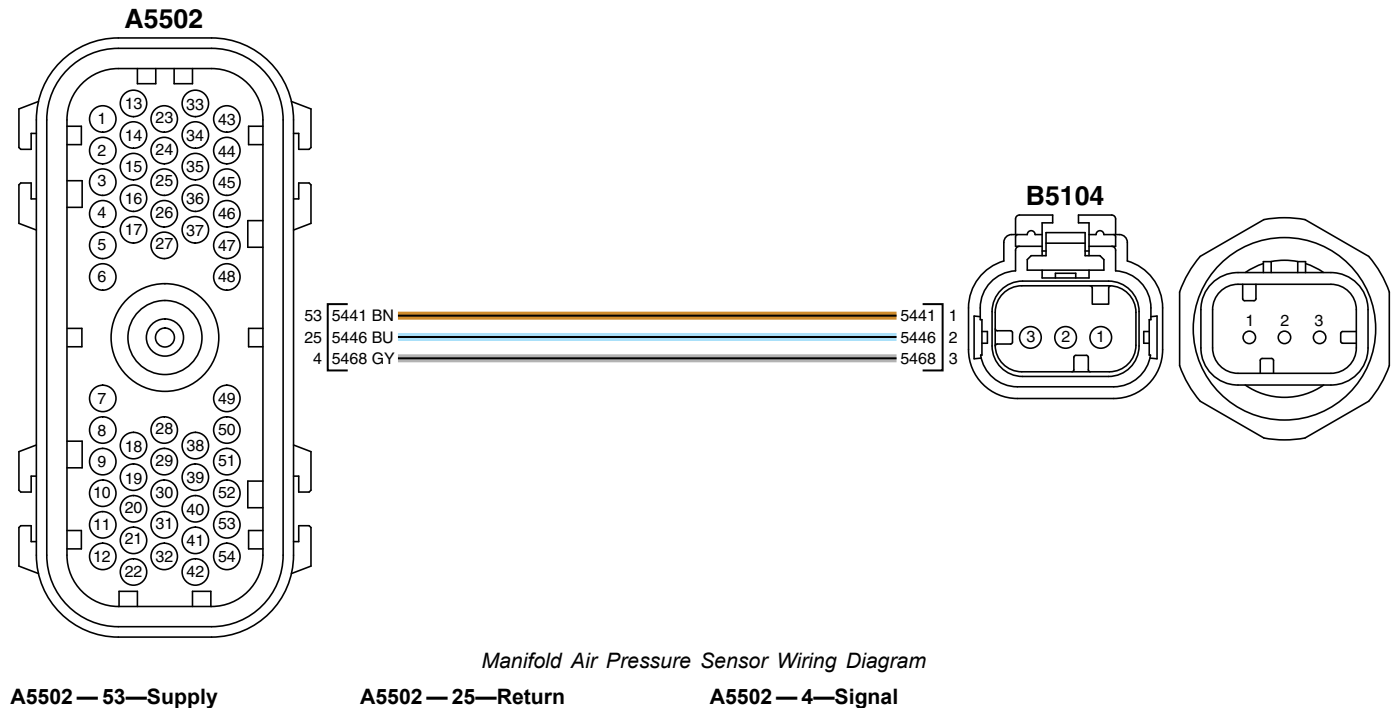 A5502
13 33
1 23 43
14 34
2 24 44
15 35
3 25 45
16 36
4 26 46
17 37
5 27 47
6 48
B5104
53 5441 BN 5441 1
25 5446 BU 5446 2
4 5468 GY 5468 3
3 2 1
1 2 3
7 49
8 28 50
18 38
9 29 51
19 39
10 30 52
20 40
11 31 53
21 41
12 32 54
22 42
Manifold Air Pressure Sensor Wiring Diagram
A5502 — 53—Supply A5502 — 25—Return A5502 — 4—Signal